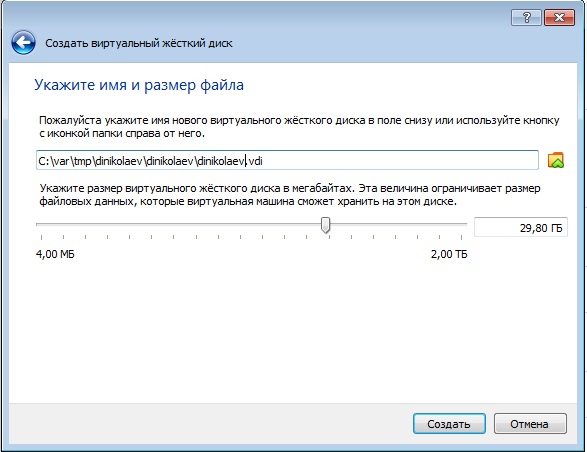 Создать виртуальный жёсткий диск
Укажите имя и размер файла
Пожалуйста укажите имя нового виртуального жёсткого диска в поле снизу или используйте кнопку
с иконкой папки справа от него.
C:\var\tmp\dinikolaev\dinikolaev\dinikolaev.vdi
Укажите размер виртуального жёсткого диска в мегабайтах. Эта величина ограничивает размер
файловых данных, которые виртуальная машина сможет хранить на этом диске.
29,80 ГБ
4,00 МБ 2,00 ТБ
Создать Отмена